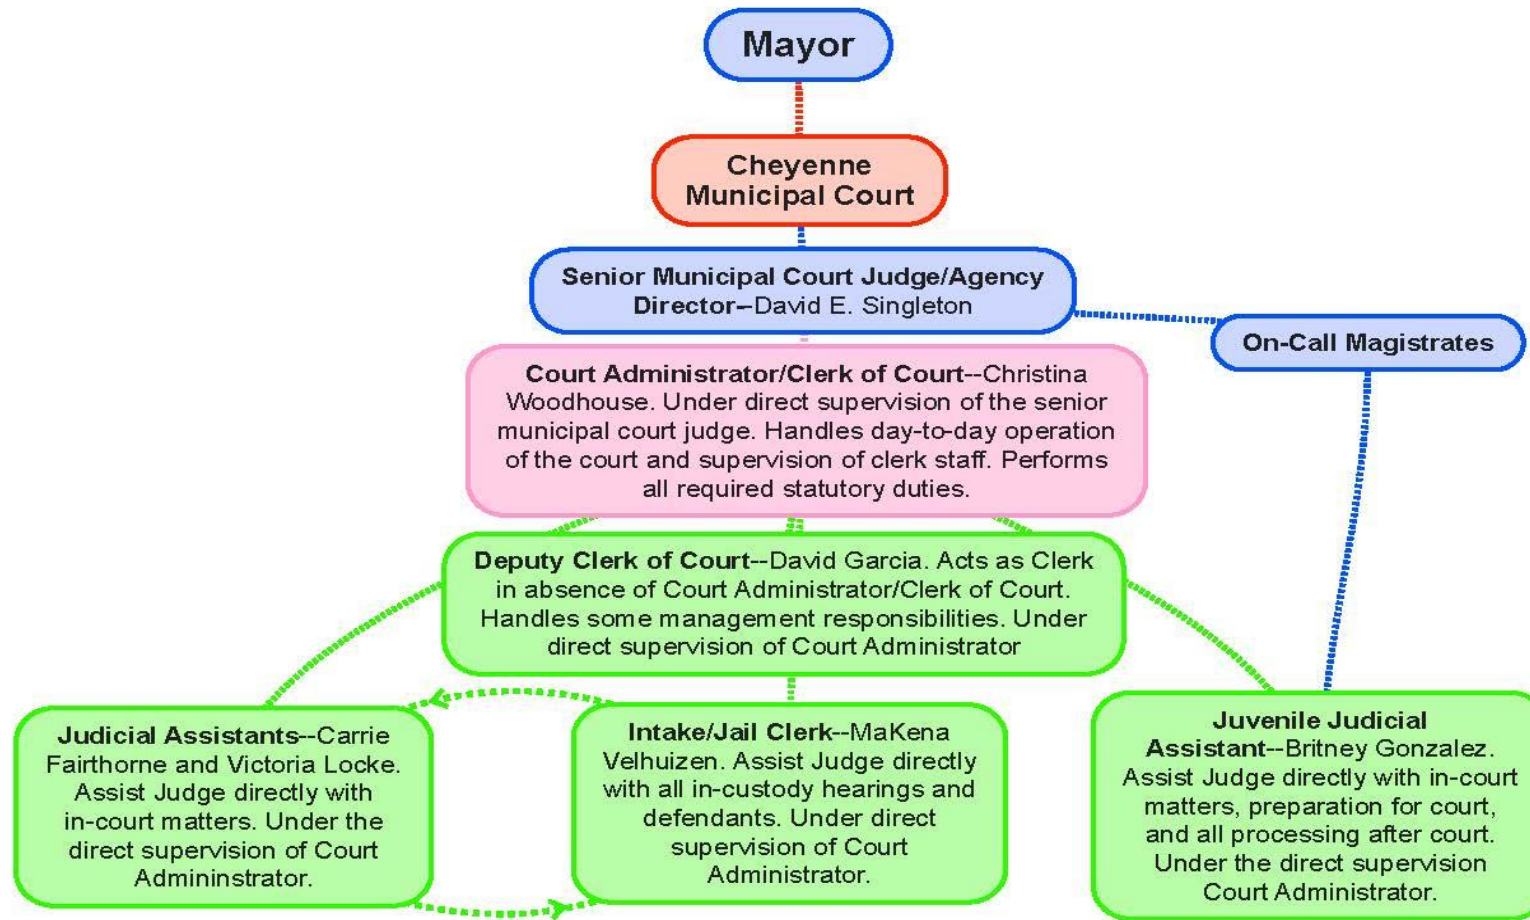 Mayor
Cheyenne
Municipal Court
Senior Municipal Court Judge/Agency
Director--David E. Singleton
On-Call Magistrates
Court Administrator/Clerk of Court--Christina
Woodhouse. Under direct supervision of the senior
municipal court judge. Handles day-to-day operation
of the court and supervision of clerk staff. Performs
all required statutory duties.
Deputy Clerk of Court--David Garcia. Acts as Clerk
in absence of Court Administrator/Clerk of Court.
Handles some management responsibilities. Under
direct supervision of Court Administrator
Judicial Assistants--Carrie
Fairthorne and Victoria Locke.
Assist Judge directly with
in-court matters. Under the
direct supervision of Court
Admininstrator.
Intake/Jail Clerk--MaKena
Velhuizen. Assist Judge directly
with all in-custody hearings and
defendants. Under direct
supervision of Court
Administrator.
Juvenile Judicial
Assistant--Britney Gonzalez.
Assist Judge directly with in-court
matters, preparation for court,
and all processing after court.
Under the direct supervision
Court Administrator.